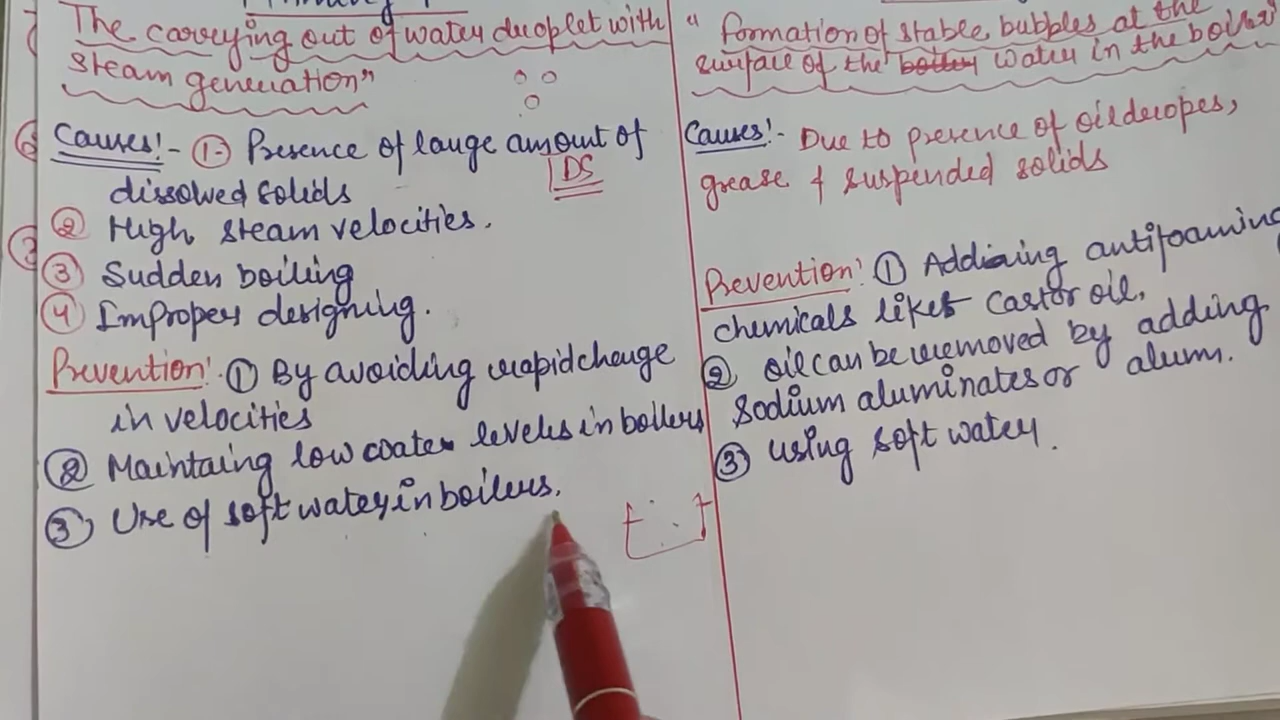 The carrying out of water droplet with
steam generation"
Causes:- ① Presence of large amount of
dissolved solids
DS
② High steam velocities.
③ Sudden boiling
④ Improper designing.
Prevention: ① By avoiding rapid change
in velocities
② Maintaing low water levels in boilers
③ Use of soft water in boilers.
" formation of stable bubbles at the
surface of the water in the boiler"
Causes:- Due to presence of oil dropes,
grease & suspended solids
Prevention: ① Addiaing antifoaming
chemicals likes Castor oil.
② oil can be removed by adding
Sodium aluminates or alum.
③ using soft water.